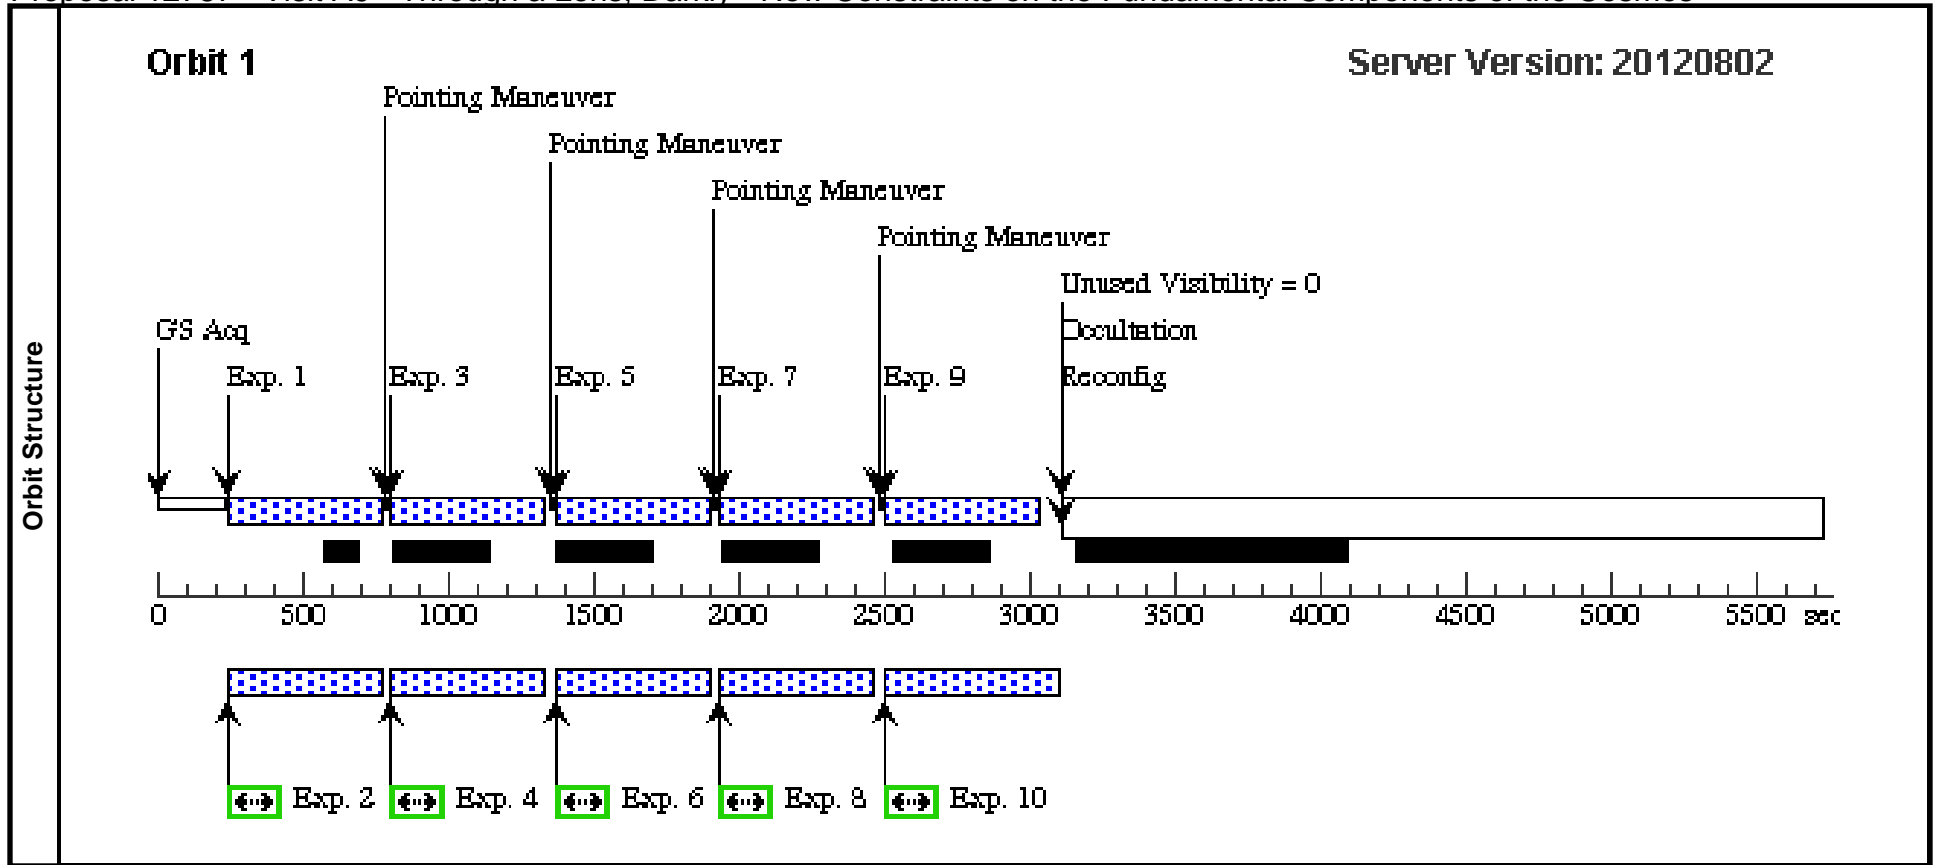 Orbit 1
Server Version: 20120802
Pointing Maneuver
Pointing Maneuver
Pointing Maneuver
Pointing Maneuver
Unused Visibility = 0
GS Acq
Occultation
Exp. 1
Exp. 3
Exp. 5
Exp. 7
Exp. 9
Reconfig
Orbit Structure
0 500 1000 1500 2000 2500 3000 3500 4000 4500 5000 5500 sec
Exp. 2
Exp. 4
Exp. 6
Exp. 8
Exp. 10